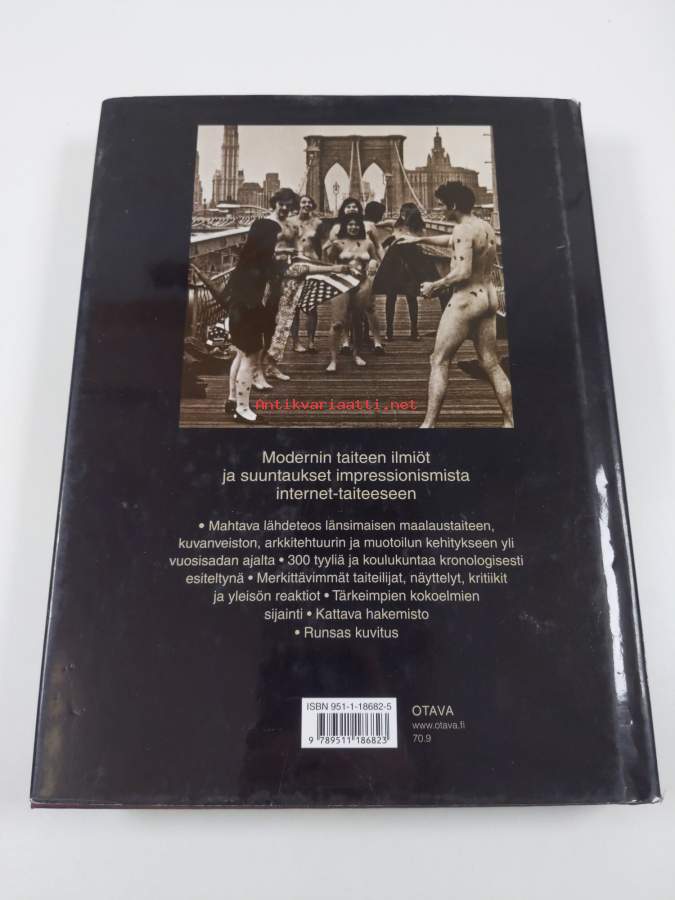 Antikvariaatti.net
Modernin taiteen ilmiöt
ja suuntaukset impressionismista
internet-taiteeseen
• Mahtava lähdeteos länsimaisen maalaustaiteen,
kuvanveiston, arkkitehtuurin ja muotoilun kehitykseen yli
vuosisadan ajalta • 300 tyyliä ja koulukuntaa kronologisesti
esiteltynä • Merkittävimmät taiteilijat, näyttelyt, kritiikit
ja yleisön reaktiot • Tärkeimpien kokoelmien
sijainti • Kattava hakemisto
• Runsas kuvitus
ISBN 951-1-18682-5
9 789511 186823
OTAVA
www.otava.fi
70.9